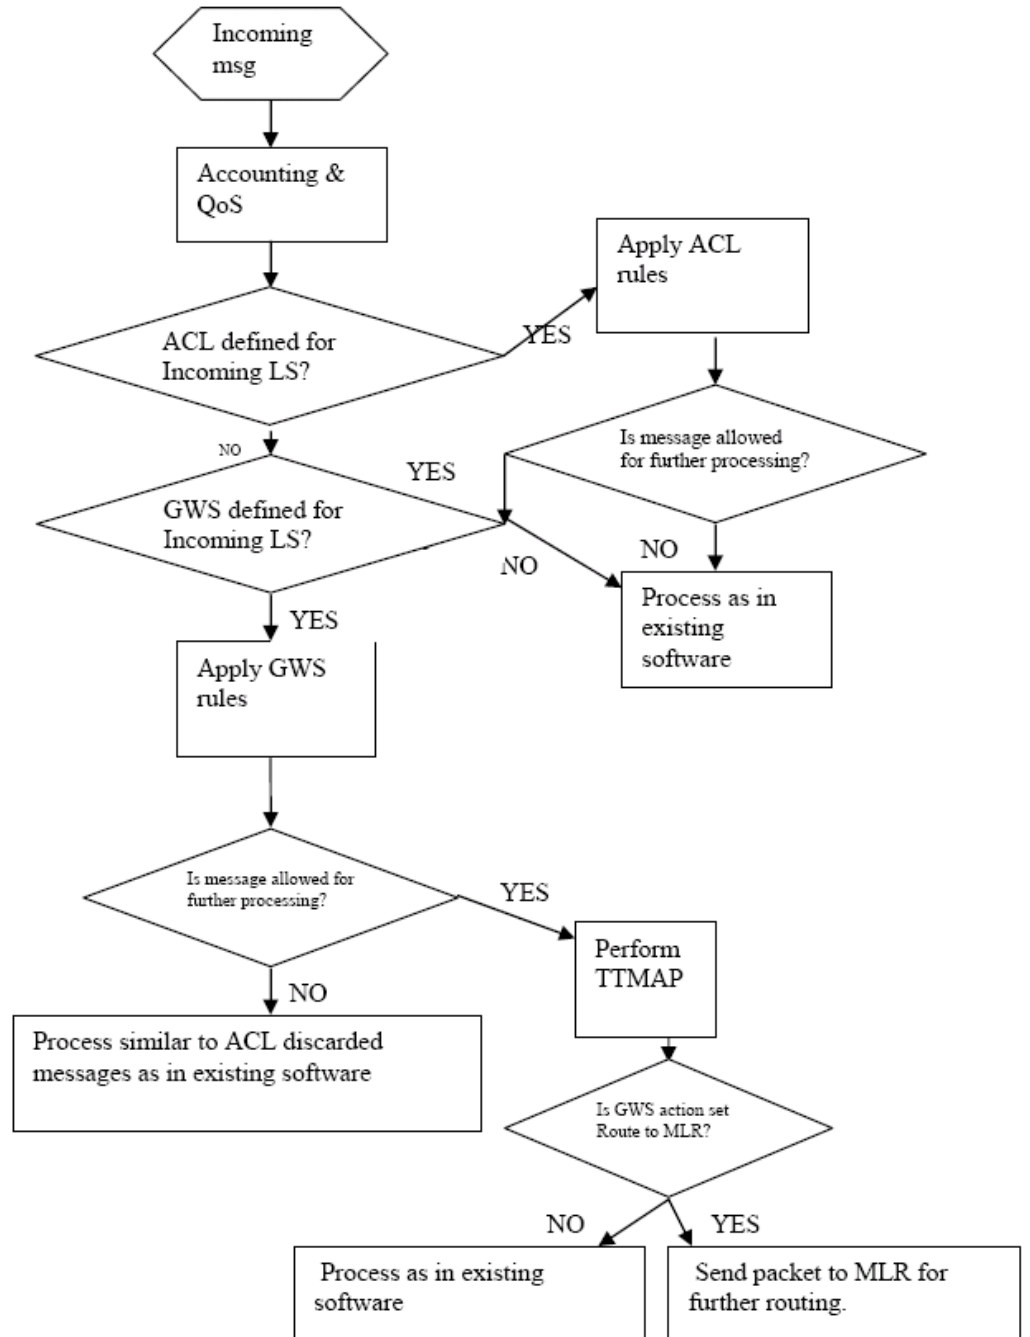 Incoming
msg
Accounting &
QoS
Apply ACL
rules
YES
ACL defined for
Incoming LS?
Is message allowed
for further processing?
NO
YES
GWS defined for
Incoming LS?
NO
NO
Process as in
existing
software
YES
Apply GWS
rules
Is message allowed for
further processing?
YES
Perform
TTMAP
NO
Process similar to ACL discarded
messages as in existing software
Is GWS action set
Route to MLR?
NO
YES
Process as in existing
software
Send packet to MLR for
further routing.